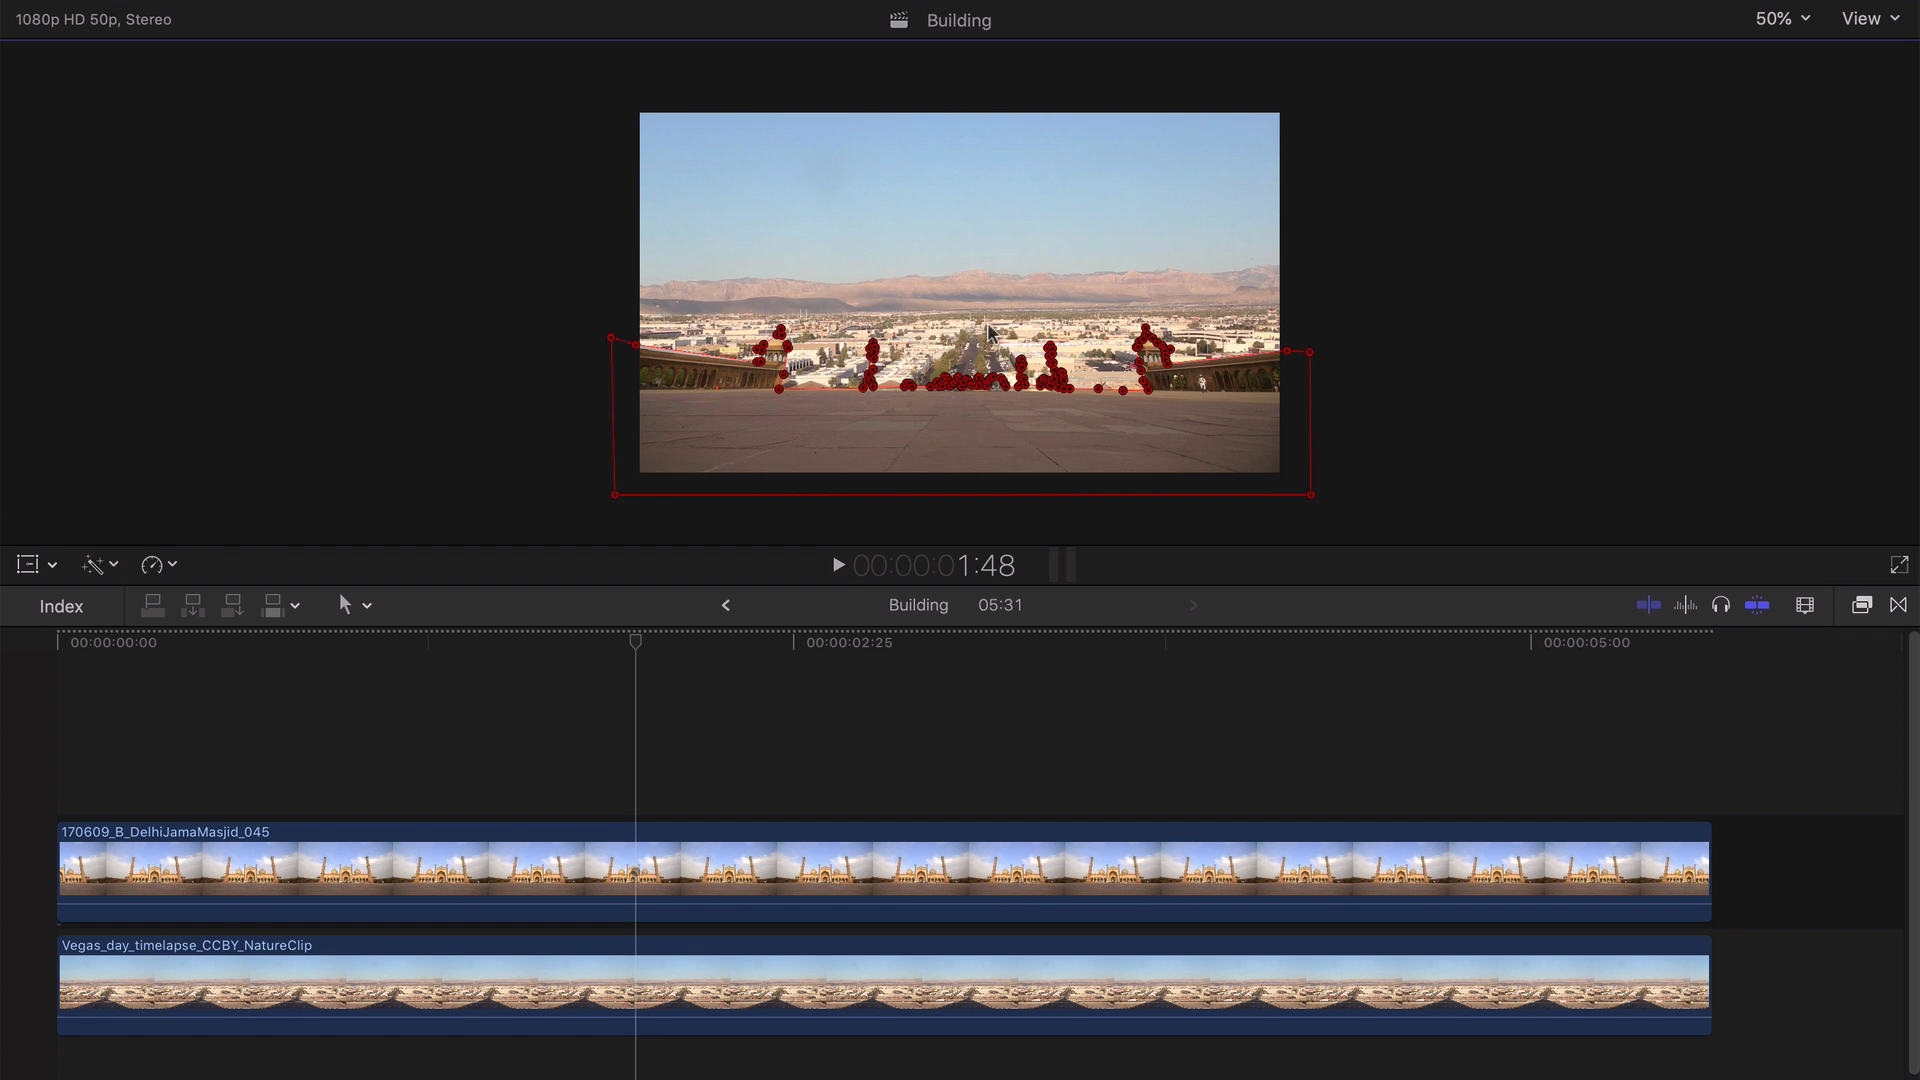 1080p HD 50p, Stereo
Building
50%
View
00:00:01:48
Index
Building
05:31
00:00:00:00
00:00:02:25
00:00:05:00
170609_B_DelhiJamaMasjid_045
Vegas_day_timelapse_CCBY_NatureClip